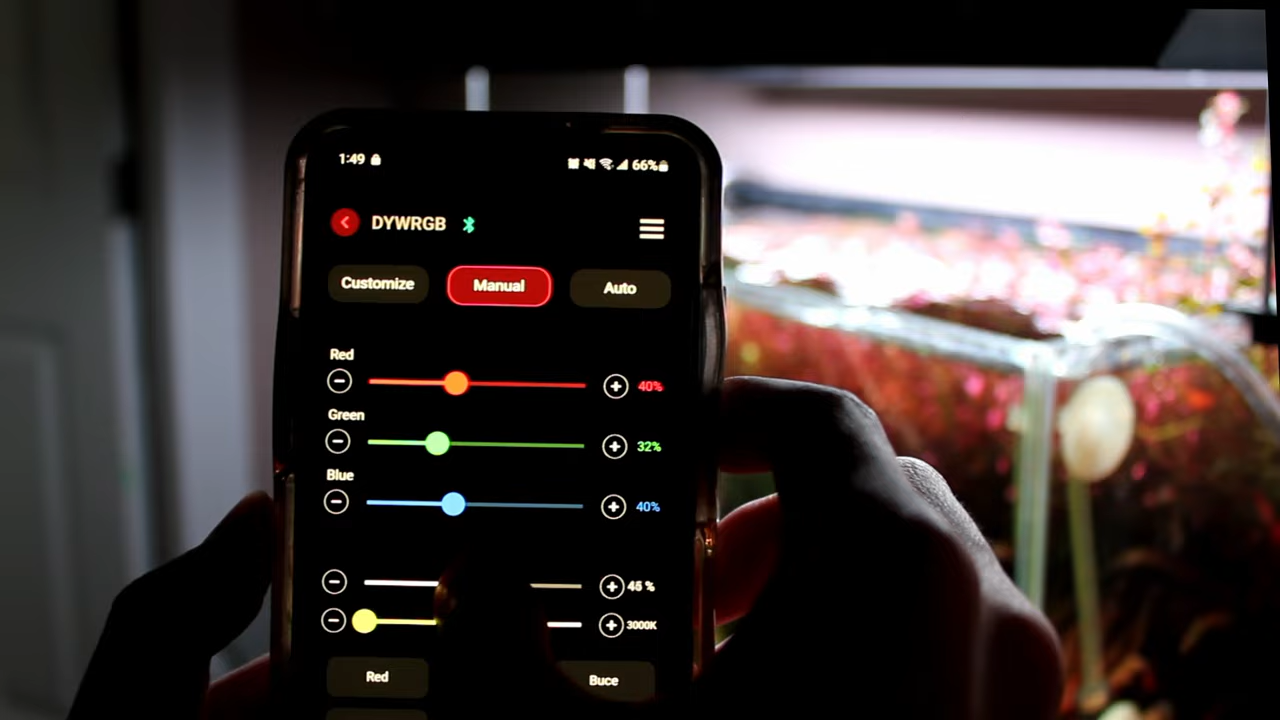 1:49 66%
DYWRGB
Customize Manual Auto
Red
40%
Green
32%
Blue
40%
45 %
3000K
Red Buce